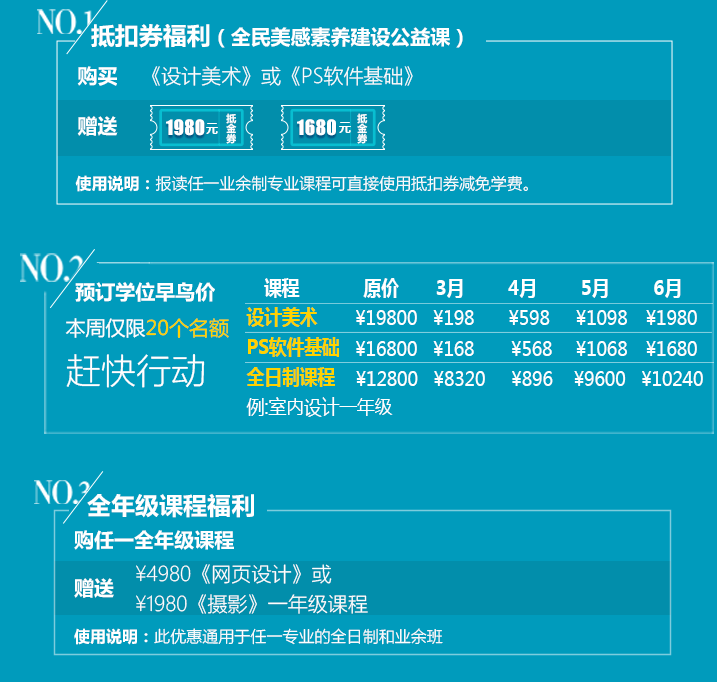 NO.1
抵扣券福利（全民美感素养建设公益课）
购买 《设计美术》或《PS软件基础》
赠送 1980元 抵金券 1680元 抵金券
使用说明：报读任一业余制专业课程可直接使用抵扣券减免学费。
NO.2
预订学位早鸟价
本周仅限20个名额
赶快行动
课程 原价 3月 4月 5月 6月
设计美术 ¥19800 ¥198 ¥598 ¥1098 ¥1980
PS软件基础 ¥16800 ¥168 ¥568 ¥1068 ¥1680
全日制课程 ¥12800 ¥8320 ¥896 ¥9600 ¥10240
例:室内设计一年级
NO.3
全年级课程福利
购任一全年级课程
赠送 ¥4980《网页设计》或
¥1980《摄影》一年级课程
使用说明：此优惠通用于任一专业的全日制和业余班